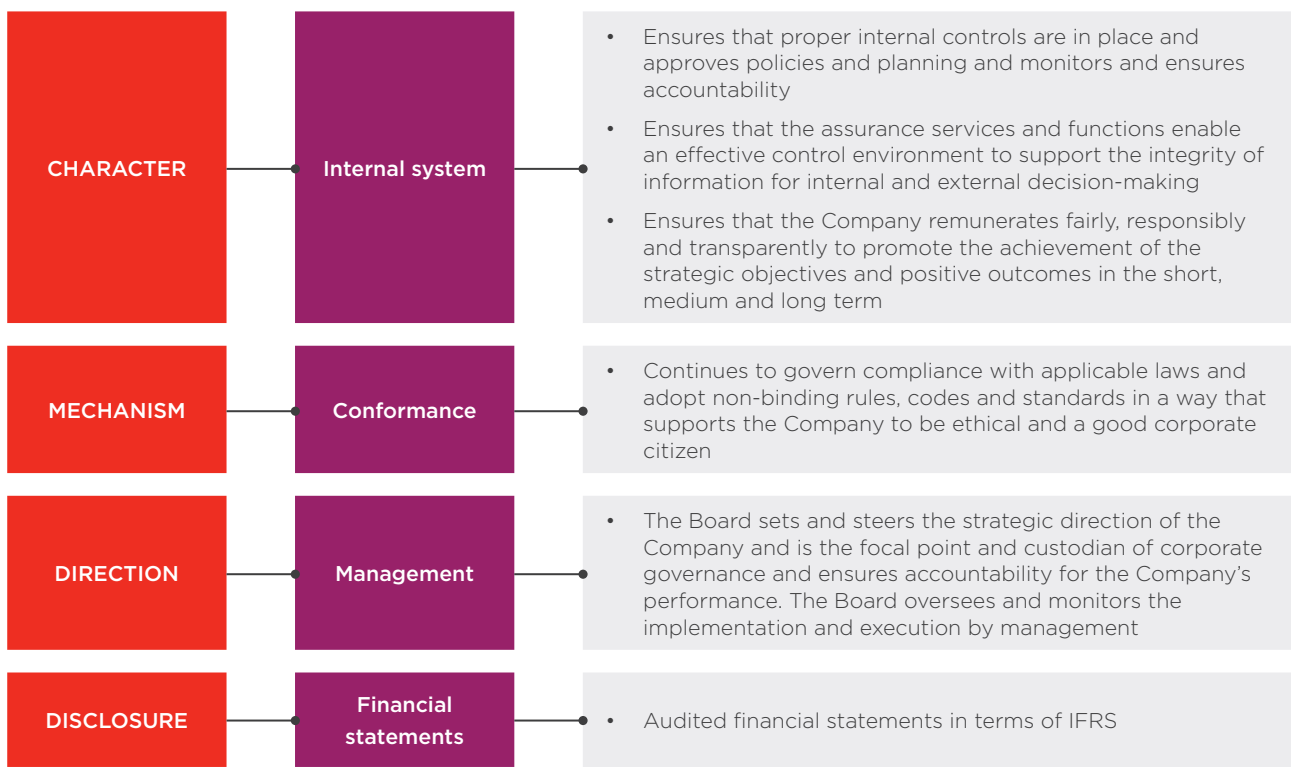 CHARACTER
Internal system
• Ensures that proper internal controls are in place and
approves policies and planning and monitors and ensures
accountability
• Ensures that the assurance services and functions enable
an effective control environment to support the integrity of
information for internal and external decision-making
• Ensures that the Company remunerates fairly, responsibly
and transparently to promote the achievement of the
strategic objectives and positive outcomes in the short,
medium and long term
MECHANISM
Conformance
• Continues to govern compliance with applicable laws and
adopt non-binding rules, codes and standards in a way that
supports the Company to be ethical and a good corporate
citizen
DIRECTION
Management
• The Board sets and steers the strategic direction of the
Company and is the focal point and custodian of corporate
governance and ensures accountability for the Company’s
performance. The Board oversees and monitors the
implementation and execution by management
DISCLOSURE
Financial
statements
• Audited financial statements in terms of IFRS